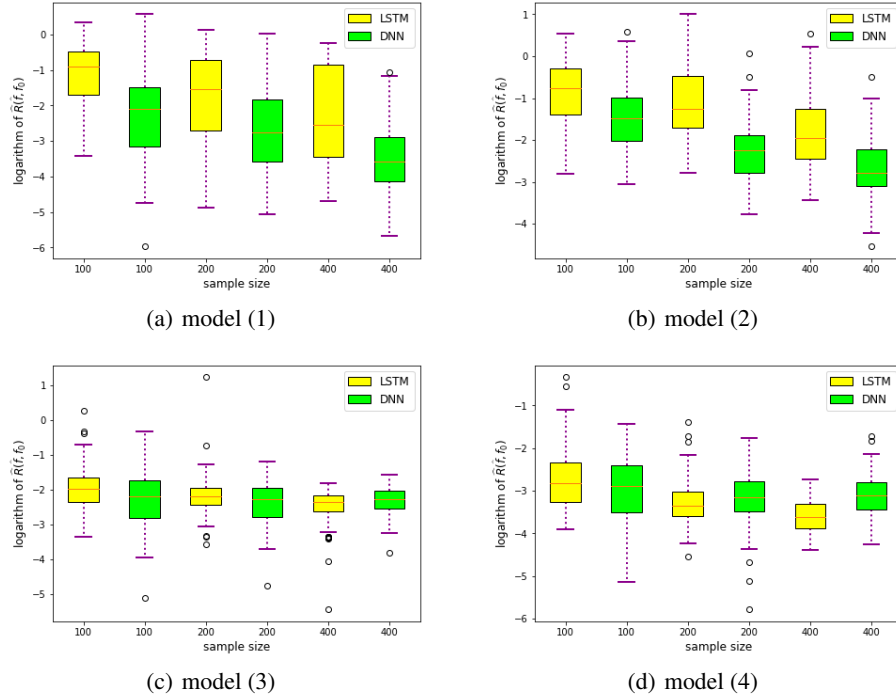 LSTM
DNN
0
−1
−2
−3
−4
−5
−6
logarithm of R̂(f̂, f₀)
100 100 200 200 400 400
sample size
(a) model (1)
LSTM
DNN
1
0
−1
−2
−3
−4
logarithm of R̂(f̂, f₀)
100 100 200 200 400 400
sample size
(b) model (2)
LSTM
DNN
1
0
−1
−2
−3
−4
−5
logarithm of R̂(f̂, f₀)
100 100 200 200 400 400
sample size
(c) model (3)
LSTM
DNN
−1
−2
−3
−4
−5
−6
logarithm of R̂(f̂, f₀)
100 100 200 200 400 400
sample size
(d) model (4)